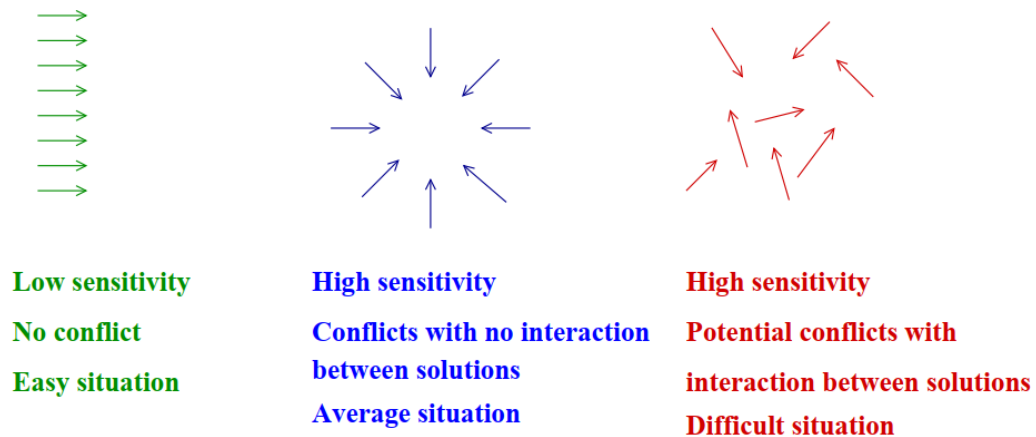 Low sensitivity
No conflict
Easy situation
High sensitivity
Conflicts with no interaction
between solutions
Average situation
High sensitivity
Potential conflicts with
interaction between solutions
Difficult situation